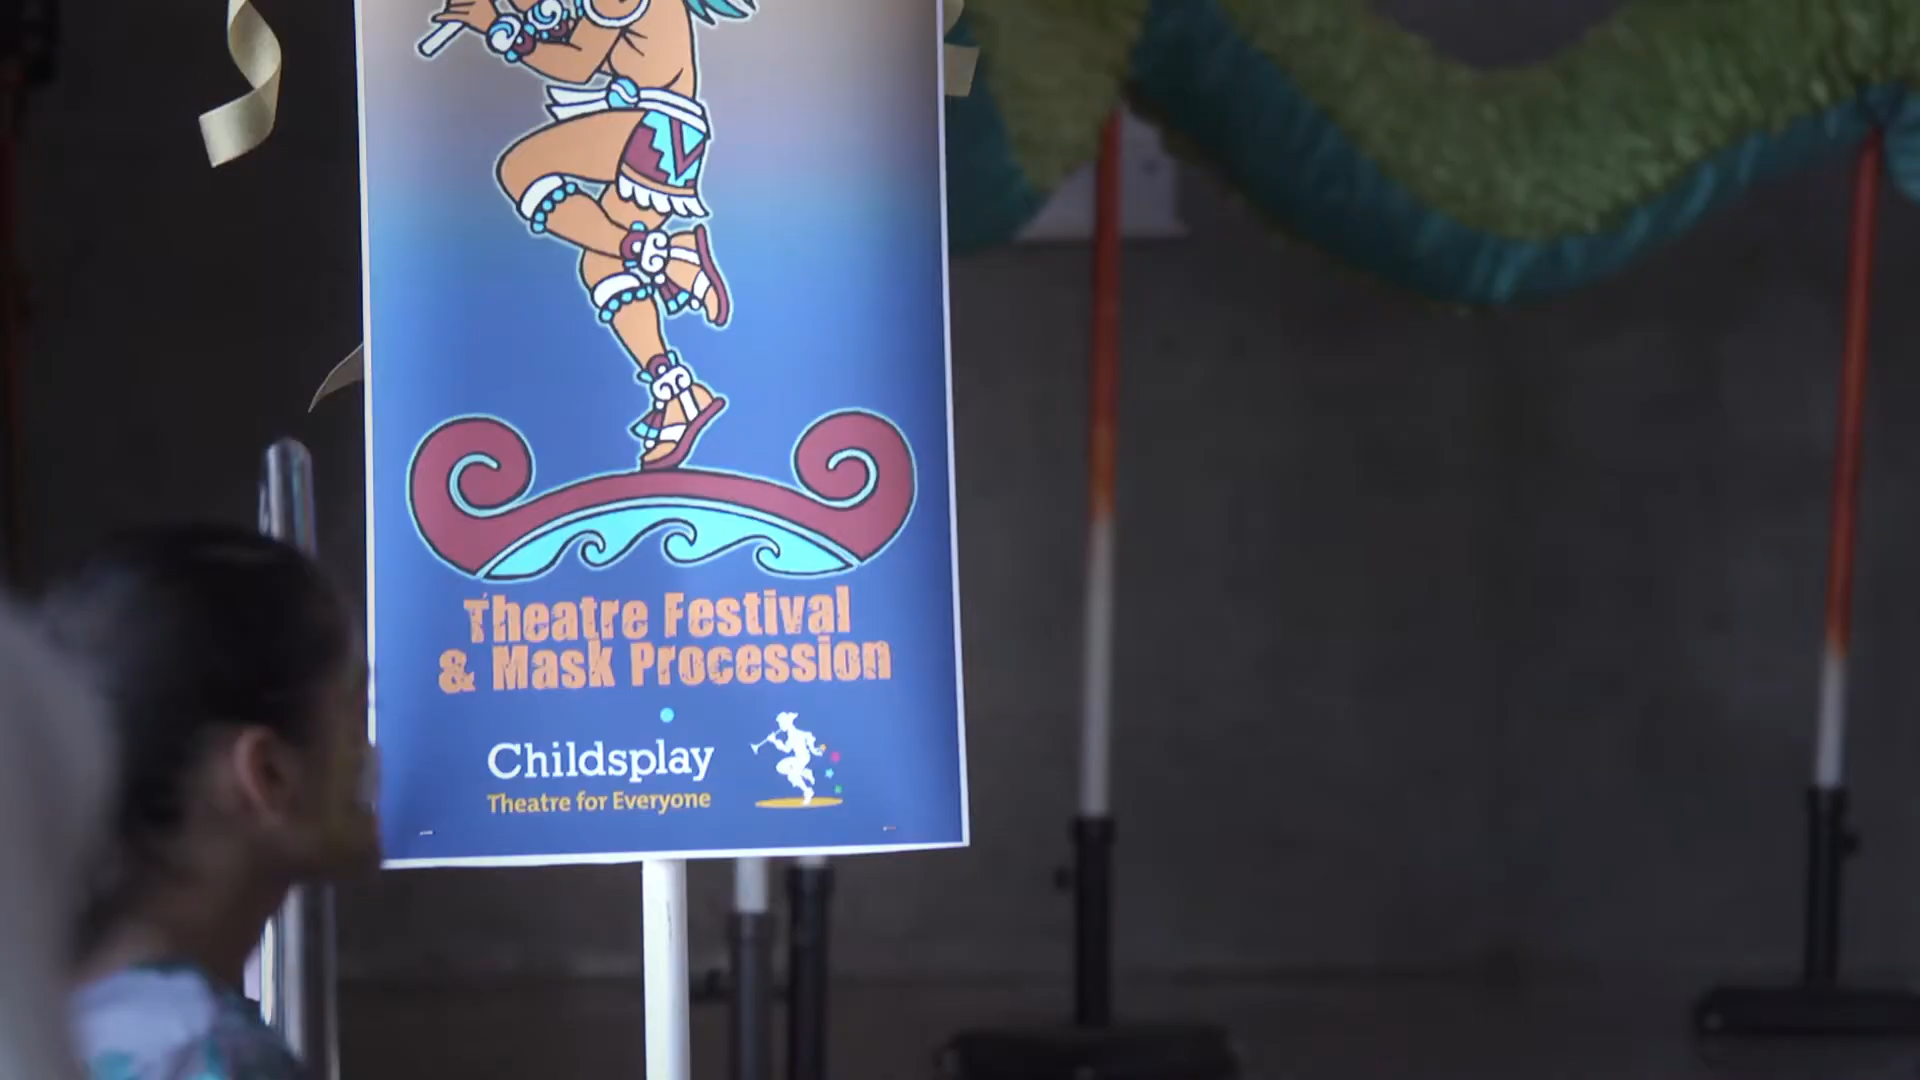 Theatre Festival
& Mask Procession
Childsplay
Theatre for Everyone